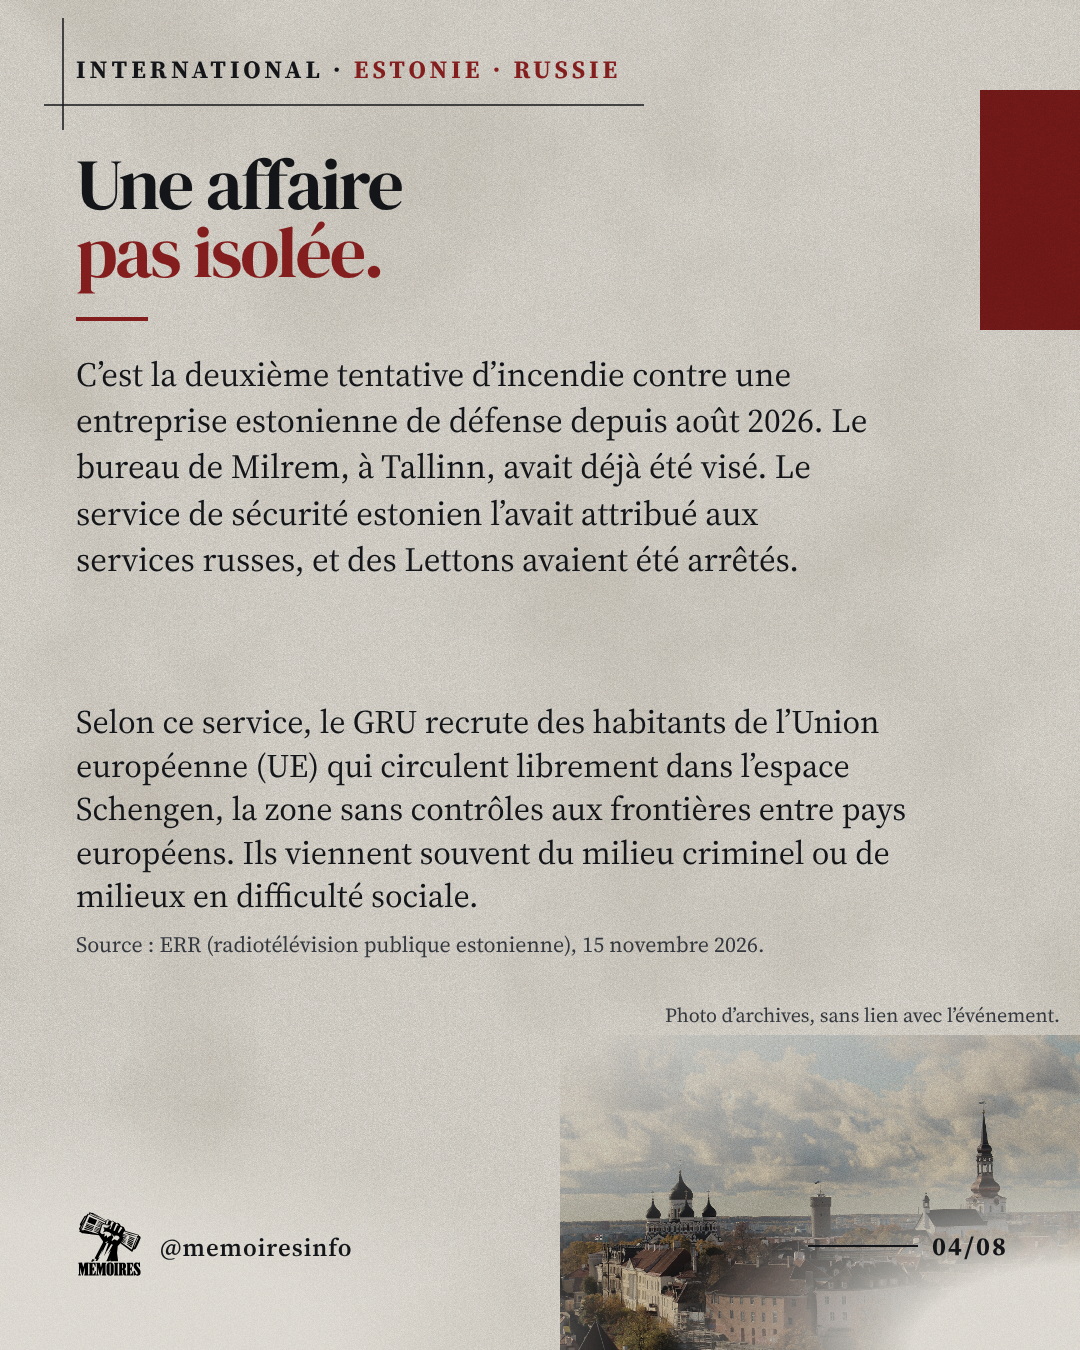 INTERNATIONAL · ESTONIE · RUSSIE
Une affaire
pas isolée.
C’est la deuxième tentative d’incendie contre une
entreprise estonienne de défense depuis août 2026. Le
bureau de Milrem, à Tallinn, avait déjà été visé. Le
service de sécurité estonien l’avait attribué aux
services russes, et des Lettons avaient été arrêtés.
Selon ce service, le GRU recrute des habitants de l’Union
européenne (UE) qui circulent librement dans l’espace
Schengen, la zone sans contrôles aux frontières entre pays
européens. Ils viennent souvent du milieu criminel ou de
milieux en difficulté sociale.
Source : ERR (radiotélévision publique estonienne), 15 novembre 2026.
Photo d’archives, sans lien avec l’événement.
MÉMOIRES
@memoiresinfo
04/08